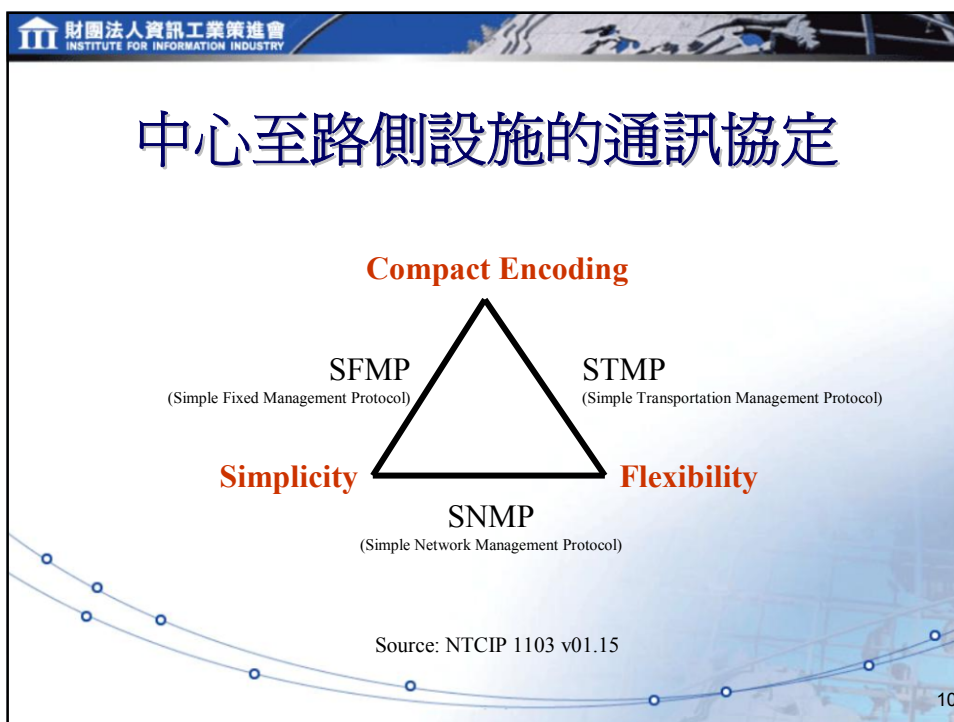 財團法人資訊工業策進會
INSTITUTE FOR INFORMATION INDUSTRY
中心至路側設施的通訊協定
Compact Encoding
SFMP
(Simple Fixed Management Protocol)
STMP
(Simple Transportation Management Protocol)
Simplicity
Flexibility
SNMP
(Simple Network Management Protocol)
Source: NTCIP 1103 v01.15
10